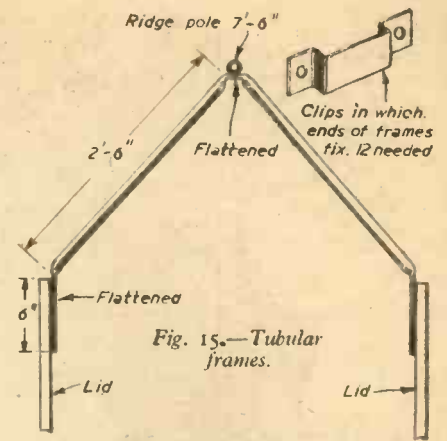 Ridge pole 7'-6"
Clips in which
ends of frames
fix. 12 needed
2'-6"
Flattened
6"
Flattened
Fig. 15.—Tubular
frames.
Lid
Lid